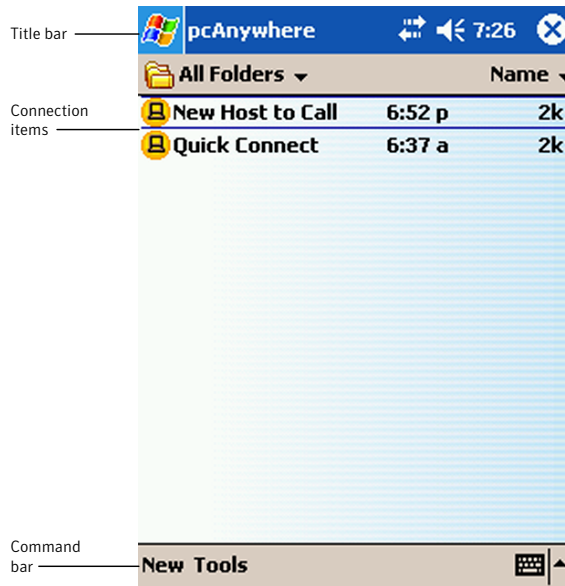 Title bar
pcAnywhere 7:26
All Folders Name
Connection
items
New Host to Call 6:52 p 2k
Quick Connect 6:37 a 2k
Command
bar
New Tools